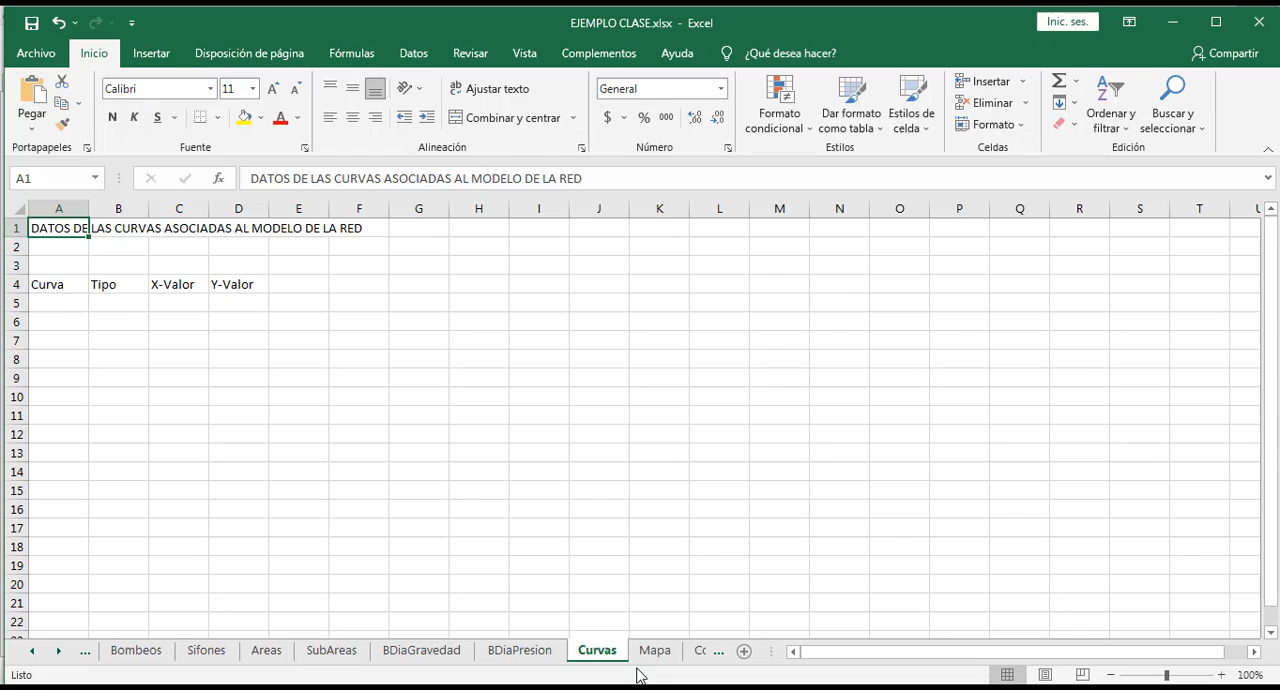 EJEMPLO CLASE.xlsx - Excel
Inic. ses.
Archivo Inicio Insertar Disposición de página Fórmulas Datos Revisar Vista Complementos Ayuda ¿Qué desea hacer? Compartir
Pegar
Calibri 11
N K S
Ajustar texto
Combinar y centrar
General
$ % 000
Formato condicional
Dar formato como tabla
Estilos de celda
Insertar
Eliminar
Formato
Ordenar y filtrar
Buscar y seleccionar
Portapapeles Fuente Alineación Número Estilos Celdas Edición
A1 fx DATOS DE LAS CURVAS ASOCIADAS AL MODELO DE LA RED
A B C D E F G H I J K L M N O P Q R S T U
1 DATOS DE LAS CURVAS ASOCIADAS AL MODELO DE LA RED
2
3
4 Curva Tipo X-Valor Y-Valor
5
6
7
8
9
10
11
12
13
14
15
16
17
18
19
20
21
22
... Bombeos Sifones Areas SubAreas BDiaGravedad BDiaPresion Curvas Mapa Cc ...
Listo 100%